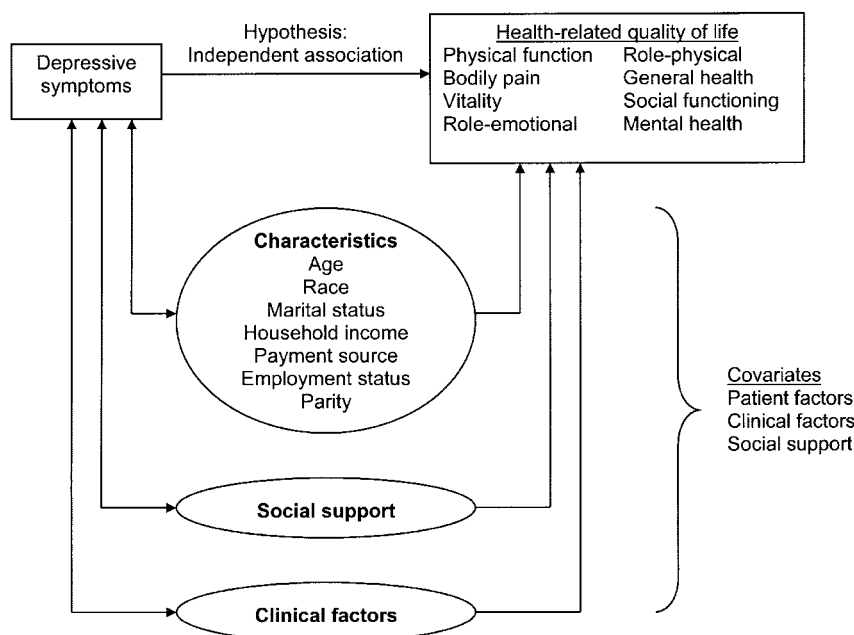 Depressive
symptoms
Hypothesis:
Independent association
Health-related quality of life
Physical function Role-physical
Bodily pain General health
Vitality Social functioning
Role-emotional Mental health
Characteristics
Age
Race
Marital status
Household income
Payment source
Employment status
Parity
Social support
Clinical factors
Covariates
Patient factors
Clinical factors
Social support